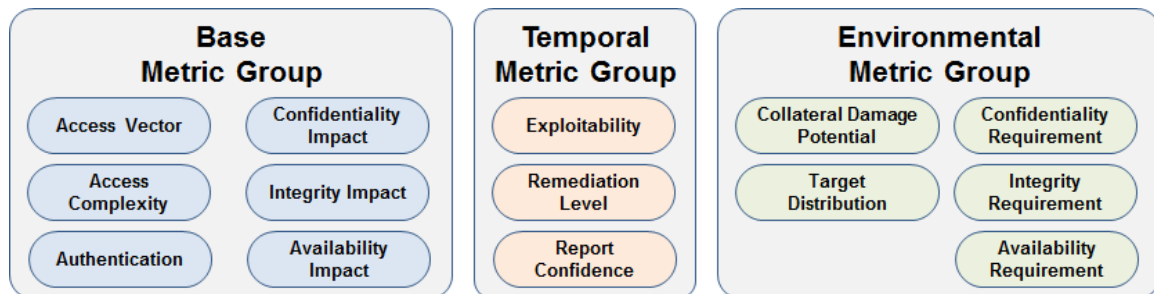 Base
Metric Group
Access Vector
Access
Complexity
Authentication
Confidentiality
Impact
Integrity Impact
Availability
Impact
Temporal
Metric Group
Exploitability
Remediation
Level
Report
Confidence
Environmental
Metric Group
Collateral Damage
Potential
Target
Distribution
Confidentiality
Requirement
Integrity
Requirement
Availability
Requirement